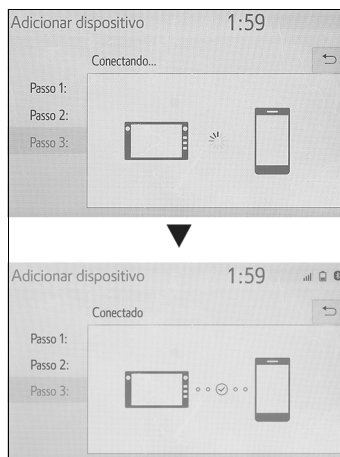 Adicionar dispositivo 1:59
Conectando...
Passo 1:
Passo 2:
Passo 3:
Adicionar dispositivo 1:59
Conectado
Passo 1:
Passo 2:
Passo 3: